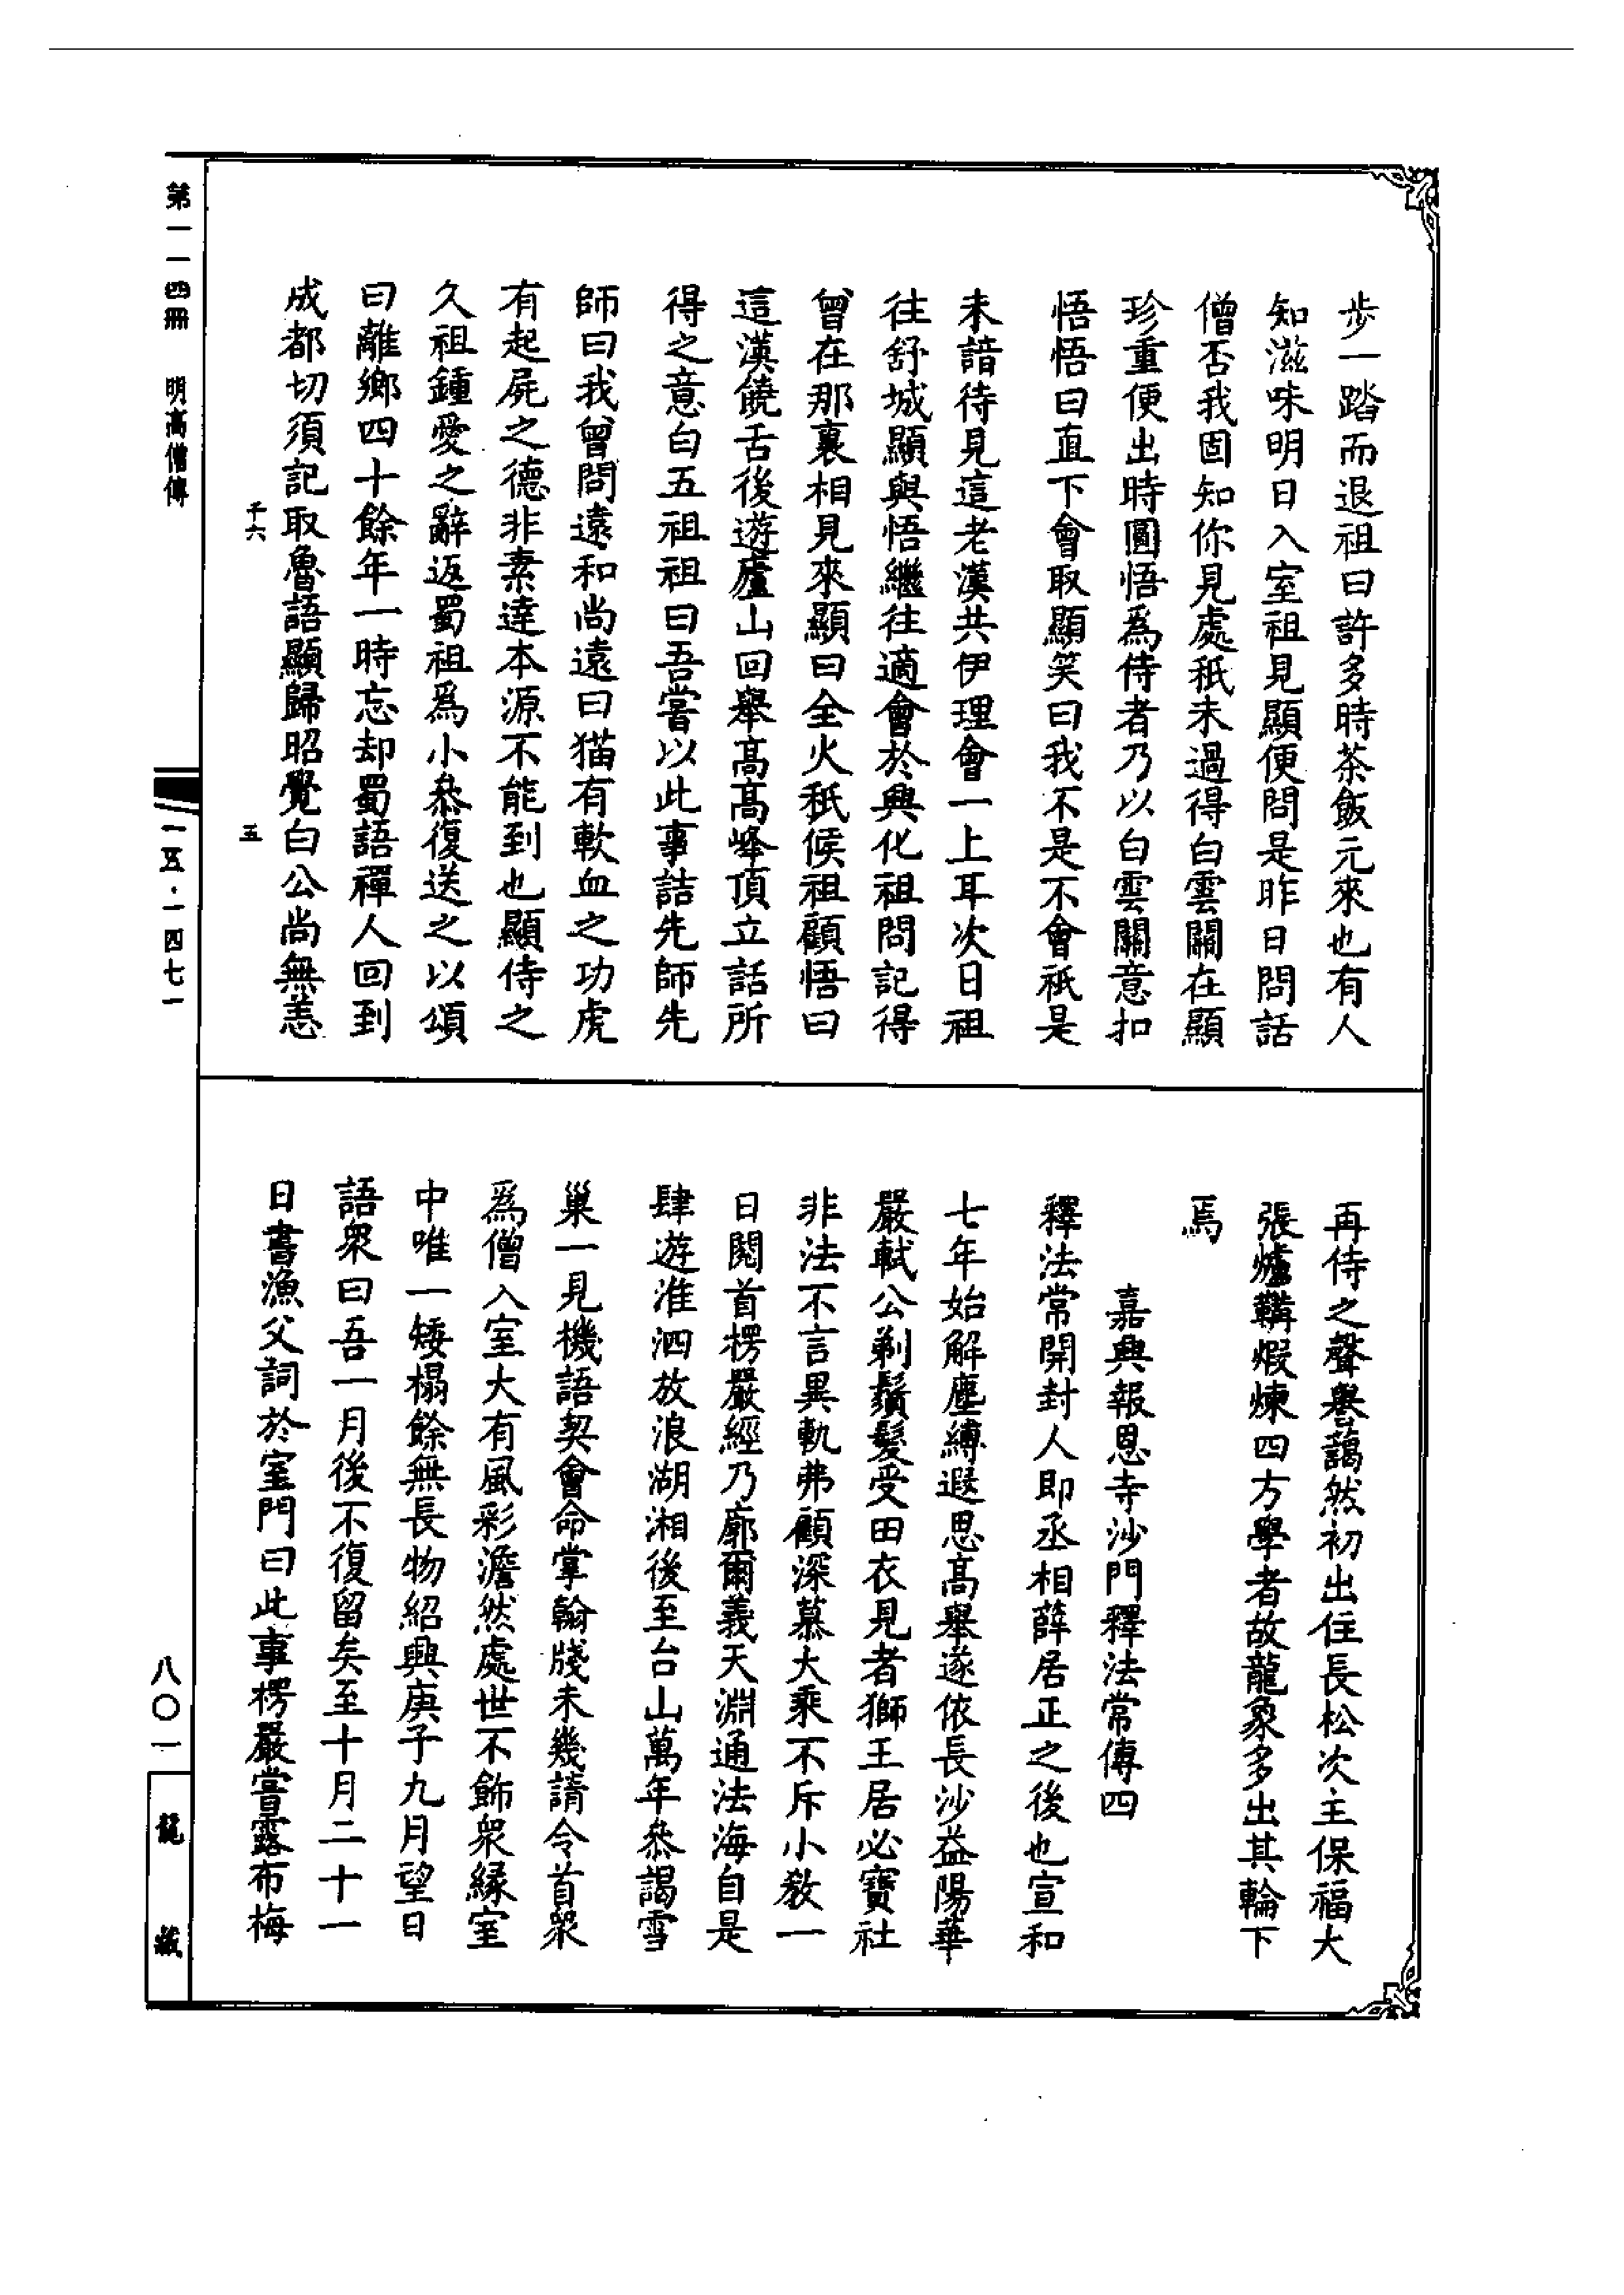 步一踏而退祖曰許多時茶飯元來也有人
知滋味明日入室祖見顯便問是昨日問話
僧否我固知你見處秖未過得白雲關在顯
珍重便出時圓悟爲侍者乃以白雲關意扣
悟悟曰直下會取顯笑曰我不是不會秖是
未諳待見這老漢共伊理會一上耳次日祖
往舒城顯與悟繼往適會於興化祖問記得
曾在那裏相見來顯曰全火秖候祖顧悟曰
這漢饒舌後遊廬山回舉高高峰頂立話所
得之意白五祖祖曰吾嘗以此事詰先師先
師曰我曾問遠和尚遠曰猫有軟血之功虎
有起屍之德非素達本源不能到也顯侍之
久祖鍾愛之辭返蜀祖爲小叅復送之以頌
曰離鄉四十餘年一時忘却蜀語禪人回到
成都切須記取魯語顯歸昭覺白公尚無恙
千六
五
再侍之聲譽藹然初出住長松次主保福大
張爐鞴煆煉四方學者故龍象多出其輪下
焉
嘉興報恩寺沙門釋法常傳四
釋法常開封人即丞相薛居正之後也宣和
七年始解塵縛遐思高舉遂依長沙益陽華
嚴軾公剃鬚髮受田衣見者獅王居必寶社
非法不言異軌弗顧深慕大乘不斥小教一
日閱首楞嚴經乃廓爾義天淵通法海自是
肆遊淮泗放浪湖湘後至台山萬年叅謁雪
巢一見機語契會命掌翰牋未幾請令首衆
爲僧入室大有風彩澹然處世不飾衆緣室
中唯一矮榻餘無長物紹興庚子九月望日
語衆曰吾一月後不復留矣至十月二十一
日書漁父詞於室門曰此事楞嚴嘗露布梅
第一一四冊 明高僧傳
一五五·一四七一
八〇一
龍藏